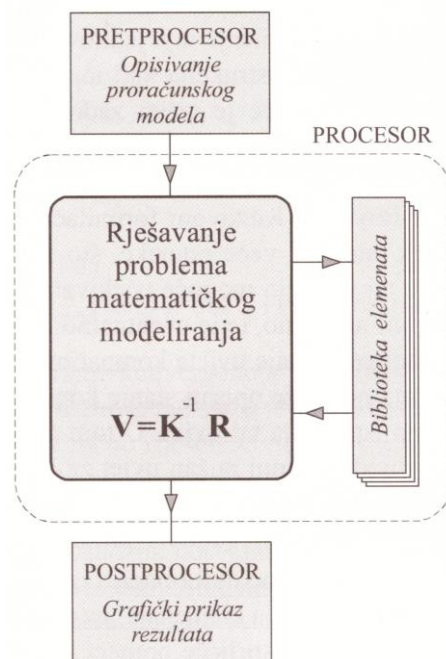 PRETPROCESOR
Opisivanje
proračunskog
modela
PROCESOR
Rješavanje
problema
matematičkog
modeliranja
V=K⁻¹ R
Biblioteka elemenata
POSTPROCESOR
Grafički prikaz
rezultata